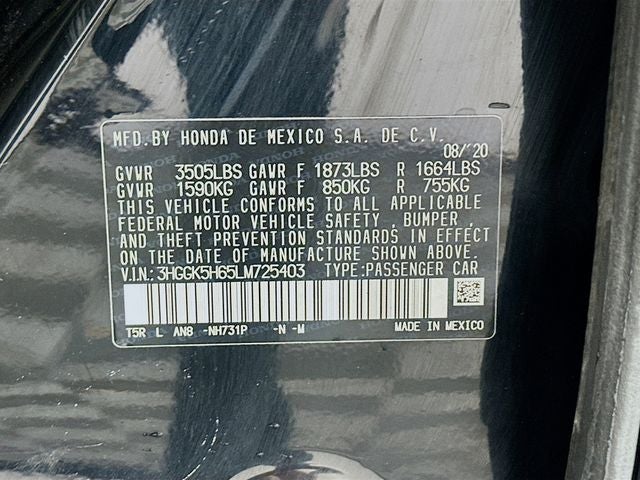 MFD.BY HONDA DE MEXICO S.A. DE C.V.
08/'20
GVWR 3505LBS GAWR F 1873LBS R 1664LBS
GVWR 1590KG GAWR F 850KG R 755KG
THIS VEHICLE CONFORMS TO ALL APPLICABLE
FEDERAL MOTOR VEHICLE SAFETY, BUMPER,
AND THEFT PREVENTION STANDARDS IN EFFECT
ON THE DATE OF MANUFACTURE SHOWN ABOVE.
V.I.N.: 3HGGK5H65LM725403 TYPE:PASSENGER CAR
T5R L AN8 -NH731P -N -M MADE IN MEXICO